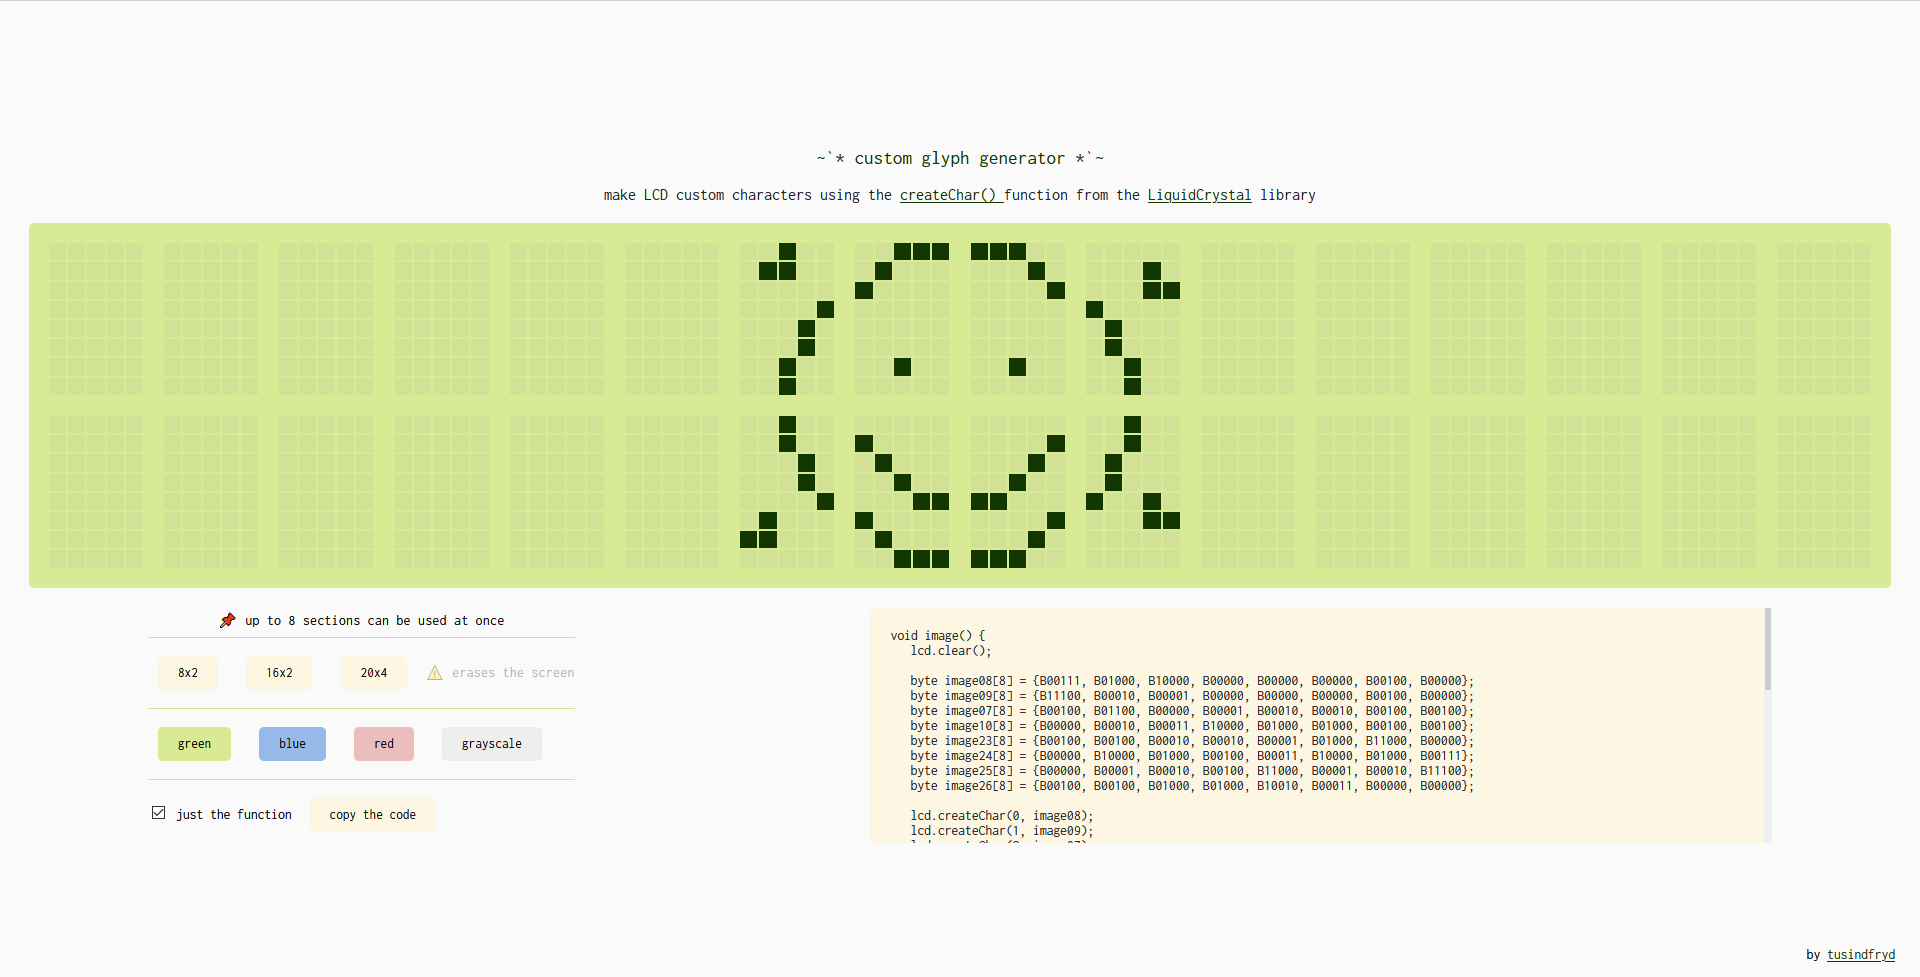 ~`* custom glyph generator *`~
make LCD custom characters using the createChar() function from the LiquidCrystal library
📌 up to 8 sections can be used at once
8x2 16x2 20x4 ⚠ erases the screen
green blue red grayscale
just the function copy the code
void image() {
lcd.clear();
byte image08[8] = {B00111, B01000, B10000, B00000, B00000, B00000, B00100, B00000};
byte image09[8] = {B11100, B00010, B00001, B00000, B00000, B00000, B00100, B00000};
byte image07[8] = {B00100, B01100, B00000, B00001, B00010, B00010, B00100, B00100};
byte image10[8] = {B00000, B00010, B00011, B10000, B01000, B01000, B00100, B00100};
byte image23[8] = {B00100, B00100, B00010, B00010, B00001, B01000, B11000, B00000};
byte image24[8] = {B00000, B10000, B01000, B00100, B00011, B10000, B01000, B00111};
byte image25[8] = {B00000, B00001, B00010, B00100, B11000, B00001, B00010, B11100};
byte image26[8] = {B00100, B00100, B01000, B01000, B10010, B00011, B00000, B00000};
lcd.createChar(0, image08);
lcd.createChar(1, image09);
by tusindfryd